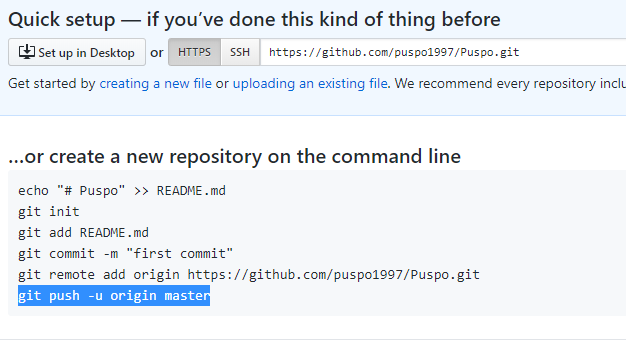 Quick setup — if you’ve done this kind of thing before
Set up in Desktop or HTTPS SSH https://github.com/puspo1997/Puspo.git
Get started by creating a new file or uploading an existing file. We recommend every repository
…or create a new repository on the command line
echo "# Puspo" >> README.md
git init
git add README.md
git commit -m "first commit"
git remote add origin https://github.com/puspo1997/Puspo.git
git push -u origin master